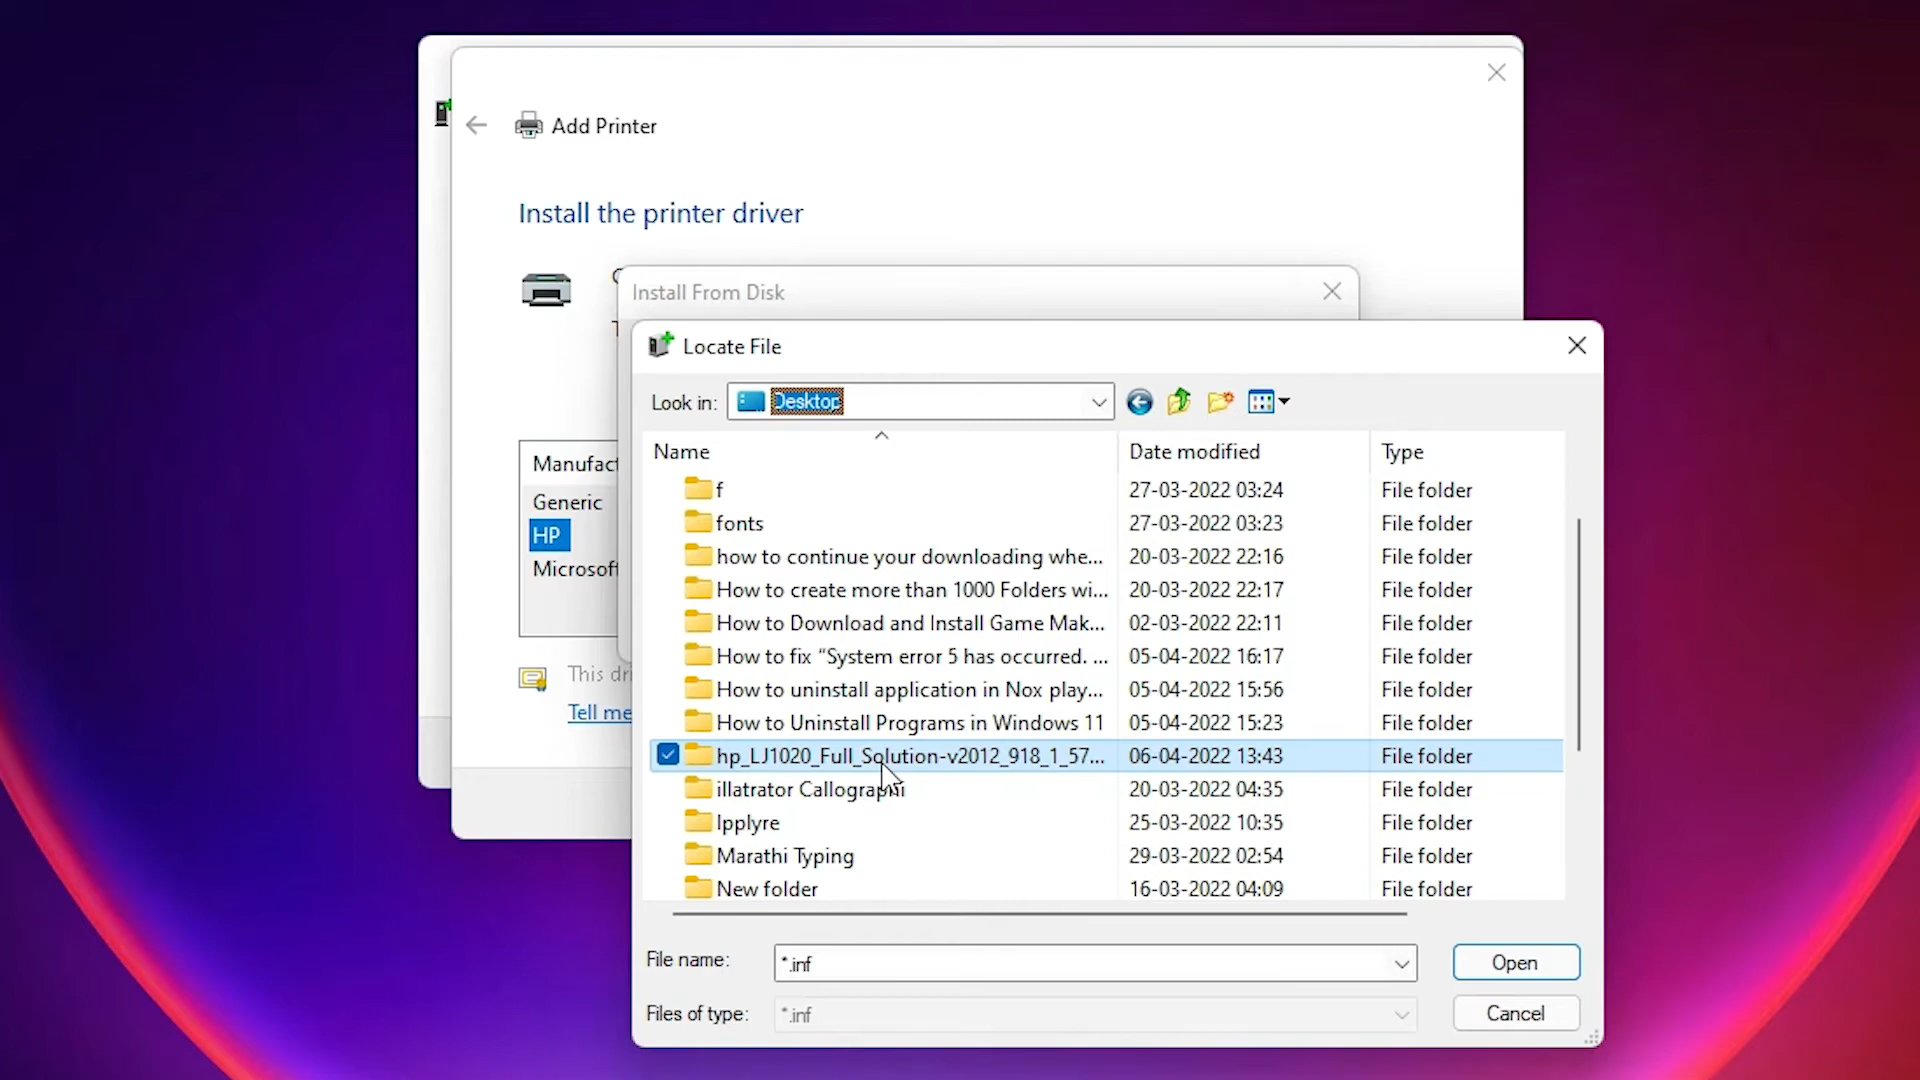 Add Printer
Install the printer driver
Install From Disk
Locate File
Look in: Desktop
Name Date modified Type
f 27-03-2022 03:24 File folder
fonts 27-03-2022 03:23 File folder
how to continue your downloading whe... 20-03-2022 22:16 File folder
How to create more than 1000 Folders wi... 20-03-2022 22:17 File folder
How to Download and Install Game Mak... 02-03-2022 22:11 File folder
How to fix “System error 5 has occurred. ... 05-04-2022 16:17 File folder
How to uninstall application in Nox play... 05-04-2022 15:56 File folder
How to Uninstall Programs in Windows 11 05-04-2022 15:23 File folder
hp_LJ1020_Full_Solution-v2012_918_1_57... 06-04-2022 13:43 File folder
illatrator Callographi 20-03-2022 04:35 File folder
lpplyre 25-03-2022 10:35 File folder
Marathi Typing 29-03-2022 02:54 File folder
New folder 16-03-2022 04:09 File folder
File name: *.inf Open
Files of type: *.inf Cancel
Manufact
Generic
HP
Microsoft
This dri
Tell me